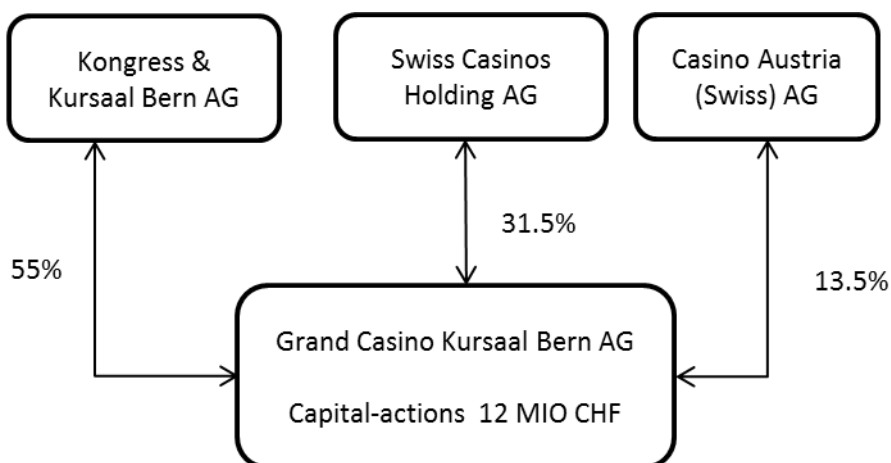 Kongress &
Kursaal Bern AG
Swiss Casinos
Holding AG
Casino Austria
(Swiss) AG
55%
31.5%
13.5%
Grand Casino Kursaal Bern AG
Capital-actions 12 MIO CHF